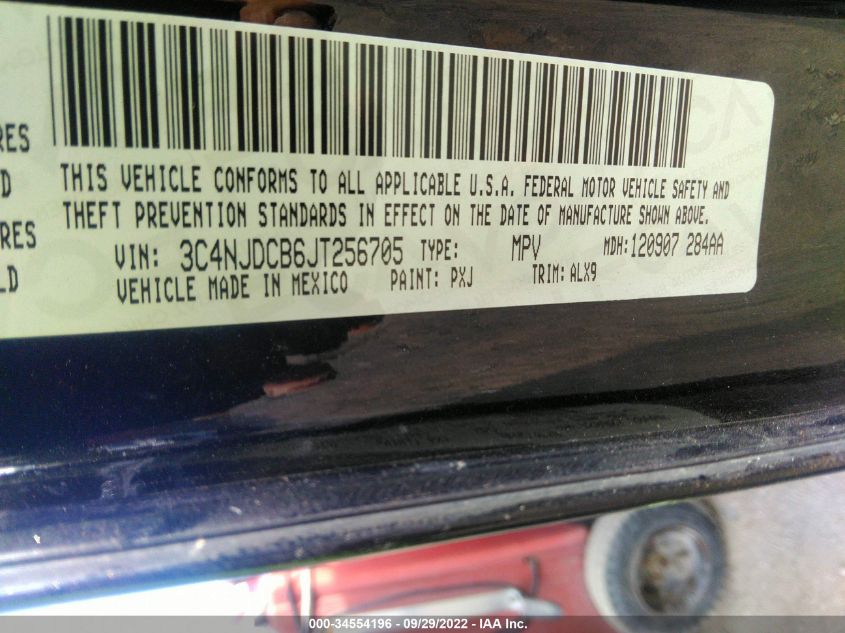 RES
D
RES
LD
THIS VEHICLE CONFORMS TO ALL APPLICABLE U.S.A. FEDERAL MOTOR VEHICLE SAFETY AND
THEFT PREVENTION STANDARDS IN EFFECT ON THE DATE OF MANUFACTURE SHOWN ABOVE.
VIN: 3C4NJDCB6JT256705 TYPE: MPV MDH:120907 284AA
VEHICLE MADE IN MEXICO PAINT: PXJ TRIM:ALX9
000-34554196 - 09/29/2022 - IAA Inc.